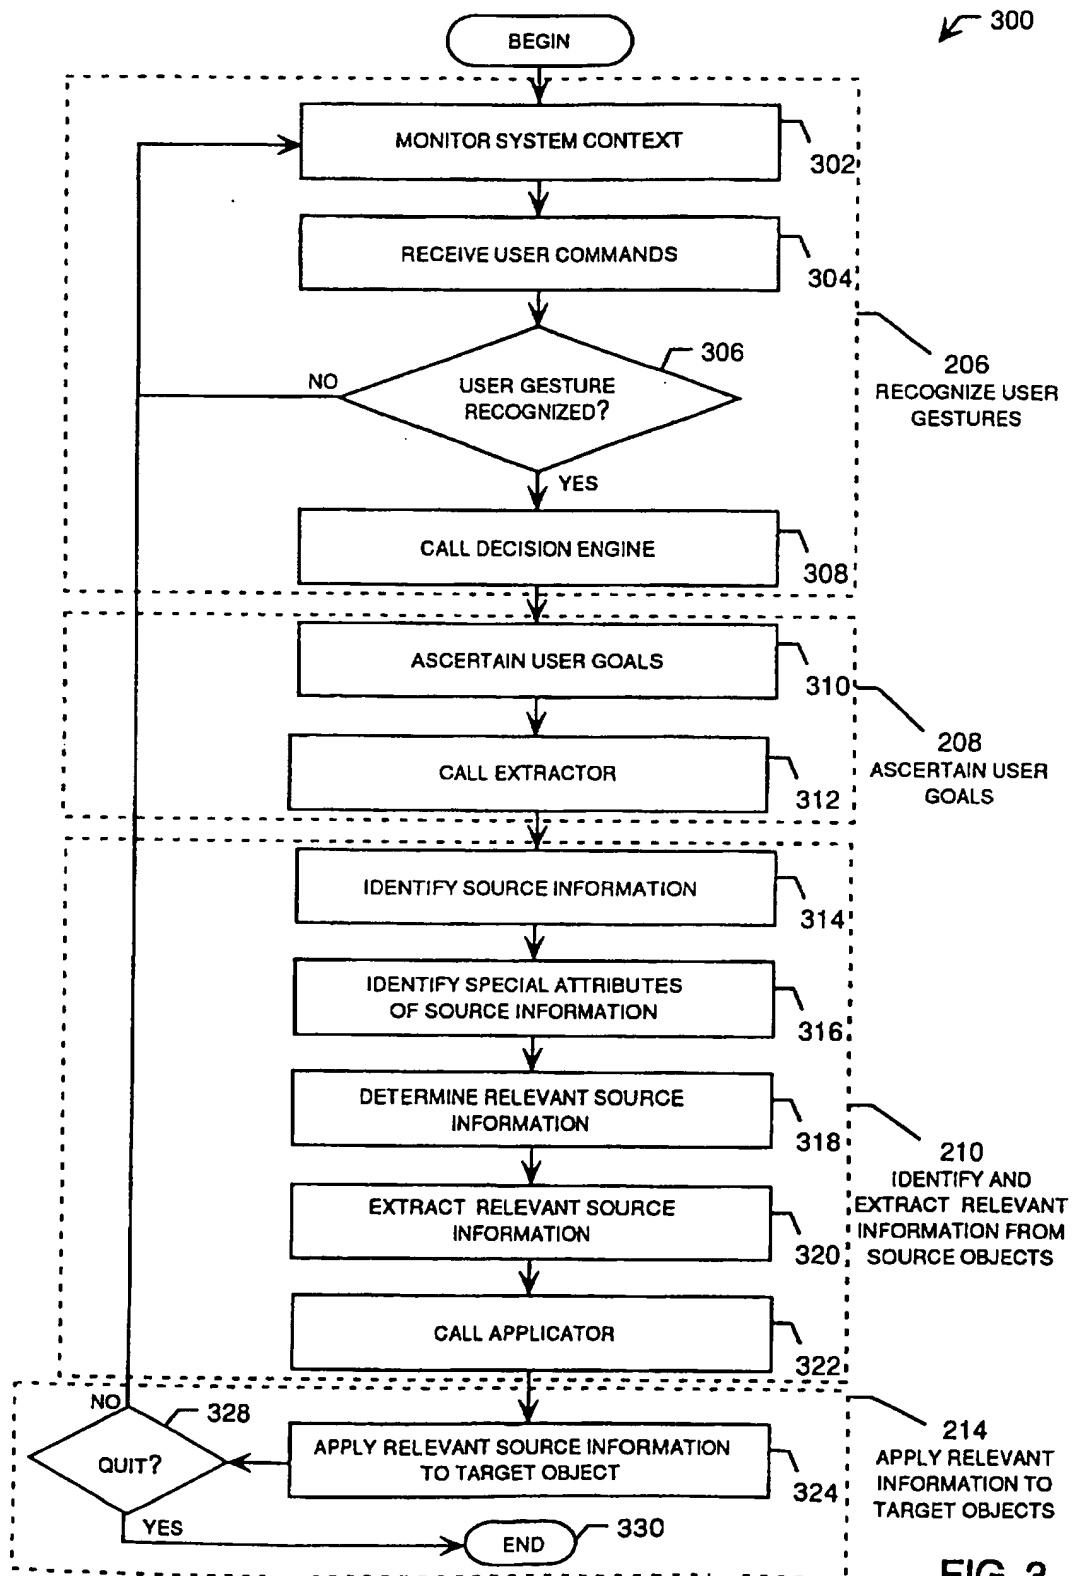 300
BEGIN
MONITOR SYSTEM CONTEXT
302
RECEIVE USER COMMANDS
304
306
USER GESTURE
RECOGNIZED?
NO
YES
206
RECOGNIZE USER
GESTURES
CALL DECISION ENGINE
308
ASCERTAIN USER GOALS
310
CALL EXTRACTOR
312
208
ASCERTAIN USER
GOALS
IDENTIFY SOURCE INFORMATION
314
IDENTIFY SPECIAL ATTRIBUTES
OF SOURCE INFORMATION
316
DETERMINE RELEVANT SOURCE
INFORMATION
318
EXTRACT RELEVANT SOURCE
INFORMATION
320
210
IDENTIFY AND
EXTRACT RELEVANT
INFORMATION FROM
SOURCE OBJECTS
CALL APPLICATOR
322
NO
328
QUIT?
APPLY RELEVANT SOURCE INFORMATION
TO TARGET OBJECT
324
214
APPLY RELEVANT
INFORMATION TO
TARGET OBJECTS
YES
END
330
FIG.